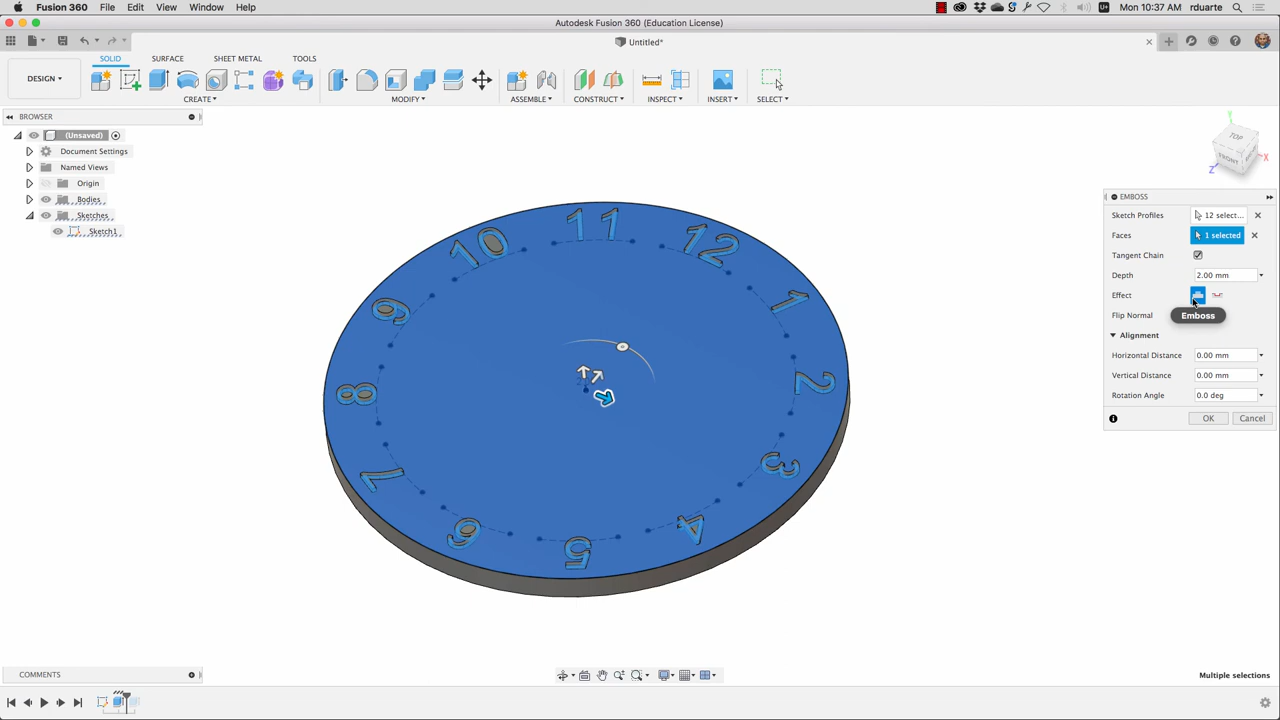 Fusion 360 File Edit View Window Help Mon 10:37 AM rduarte
Autodesk Fusion 360 (Education License)
Untitled*
SOLID SURFACE SHEET METAL TOOLS
DESIGN
CREATE MODIFY ASSEMBLE CONSTRUCT INSPECT INSERT SELECT
BROWSER
(Unsaved)
Document Settings
Named Views
Origin
Bodies
Sketches
Sketch1
TOP
FRONT
Y
X
Z
EMBOSS
Sketch Profiles 12 select...
Faces 1 selected
Tangent Chain
Depth 2.00 mm
Effect
Flip Normal
Emboss
Alignment
Horizontal Distance 0.00 mm
Vertical Distance 0.00 mm
Rotation Angle 0.0 deg
OK Cancel
11
12
1
2
3
4
5
6
7
8
9
10
COMMENTS
Multiple selections